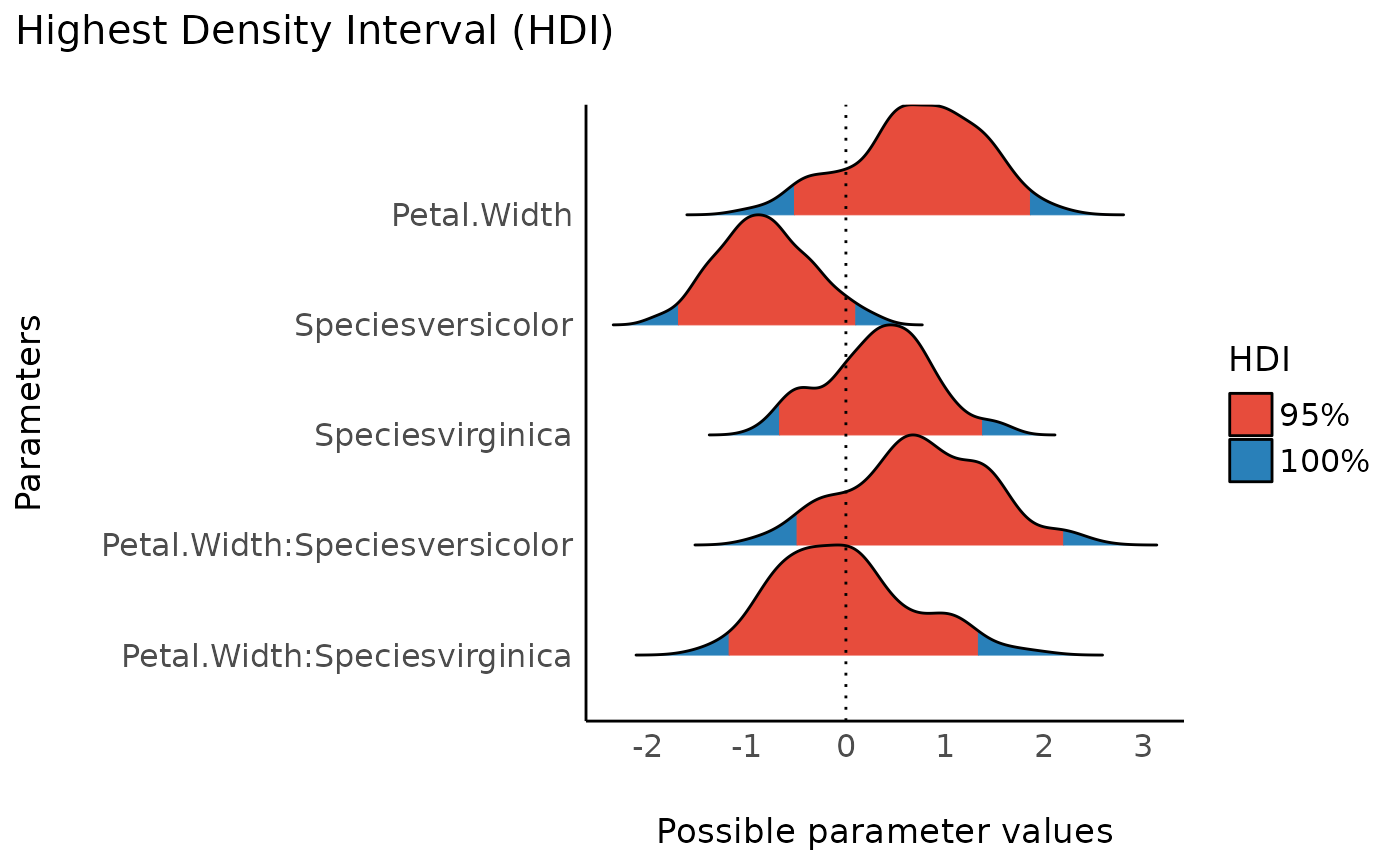 Highest Density Interval (HDI)
Parameters
Petal.Width
Speciesversicolor
Speciesvirginica
Petal.Width:Speciesversicolor
Petal.Width:Speciesvirginica
-2 -1 0 1 2 3
Possible parameter values
HDI
95%
100%